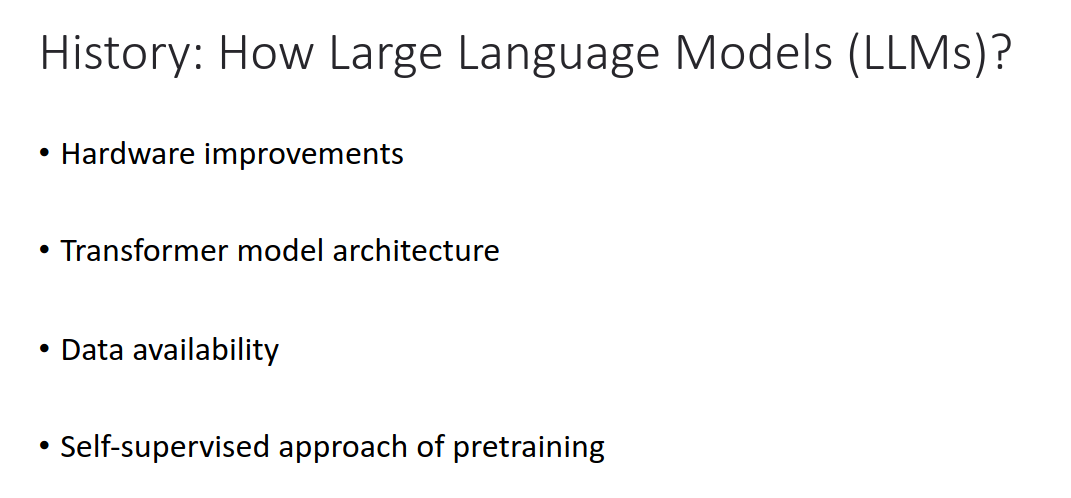 History: How Large Language Models (LLMs)?
• Hardware improvements
• Transformer model architecture
• Data availability
• Self-supervised approach of pretraining